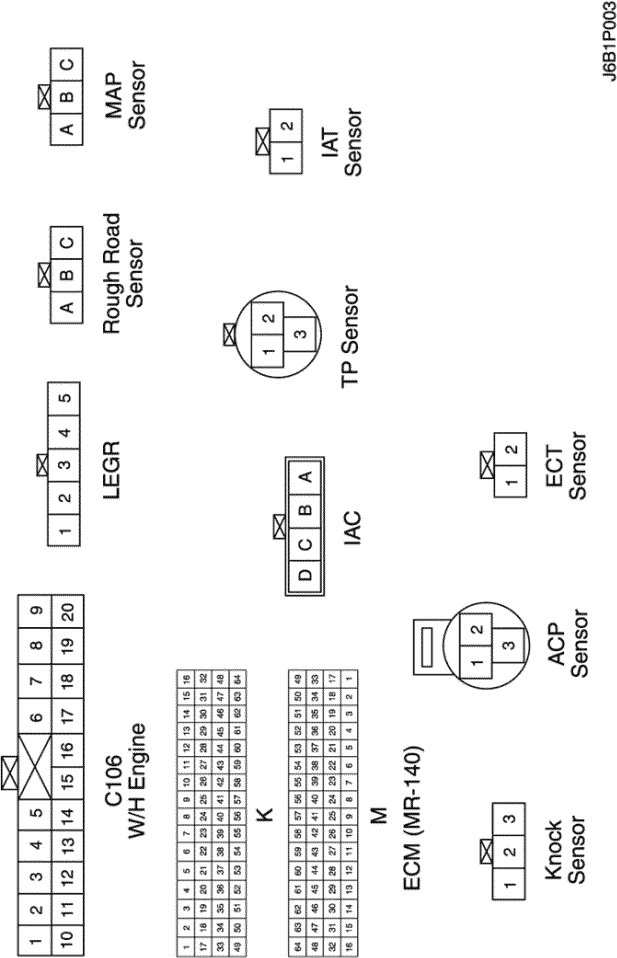 1 2 3 4 5 6 7 8 9
10 11 12 13 14 15 16 17 18 19 20
C106
W/H Engine
1 2 3 4 5
LEGR
A B C
Rough Road
Sensor
A B C
MAP
Sensor
1 2 3 4 5 6 7 8 9 10 11 12 13 14 15 16
17 18 19 20 21 22 23 24 25 26 27 28 29 30 31 32
33 34 35 36 37 38 39 40 41 42 43 44 45 46 47 48
49 50 51 52 53 54 55 56 57 58 59 60 61 62 63 64
K
64 63 62 61 60 59 58 57 56 55 54 53 52 51 50 49
48 47 46 45 44 43 42 41 40 39 38 37 36 35 34 33
32 31 30 29 28 27 26 25 24 23 22 21 20 19 18 17
16 15 14 13 12 11 10 9 8 7 6 5 4 3 2 1
M
ECM (MR-140)
D C B A
IAC
1 2
3
TP Sensor
1 2
IAT
Sensor
1 2 3
Knock
Sensor
1 2
3
ACP
Sensor
1 2
ECT
Sensor
J6B1P003